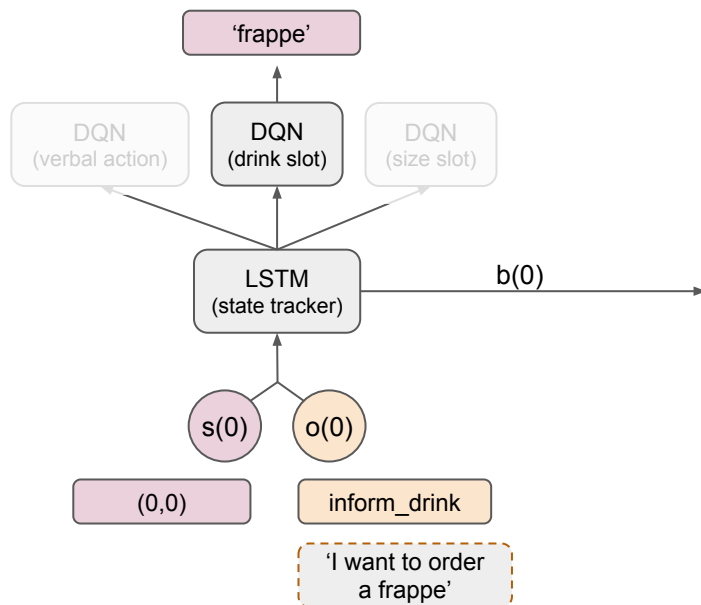 ‘frappe’
DQN
(verbal action)
DQN
(drink slot)
DQN
(size slot)
LSTM
(state tracker)
b(0)
s(0)
o(0)
(0,0)
inform_drink
‘I want to order
a frappe’